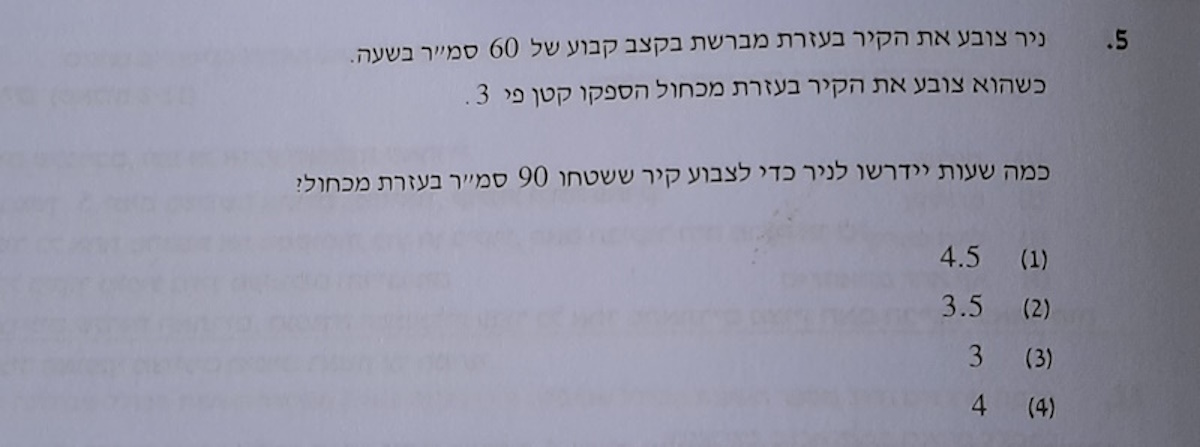 5. ניר צובע את הקיר בעזרת מברשת בקצב קבוע של 60 סמ״ר בשעה.
כשהוא צובע את הקיר בעזרת מכחול הספקו קטן פי 3 .
כמה שעות יידרשו לניר כדי לצבוע קיר ששטחו 90 סמ״ר בעזרת מכחול?
(1) 4.5
(2) 3.5
(3) 3
(4) 4